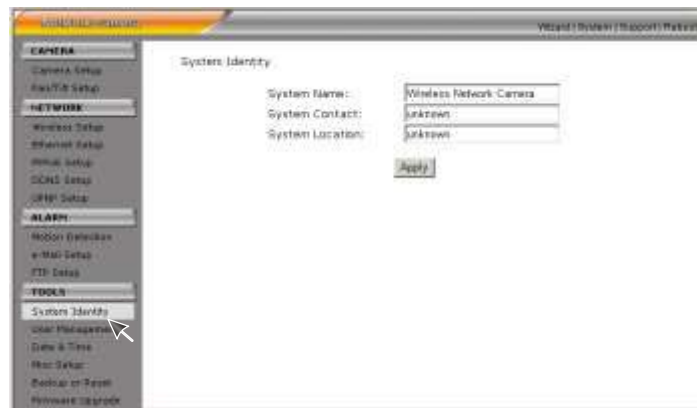 Wizard | System | Support | Reboot
CAMERA
Camera Setup
Pan/Tilt Setup
NETWORK
Wireless Setup
Ethernet Setup
PPPoE Setup
DDNS Setup
UPNP Setup
ALARM
Motion Detection
e-Mail Setup
FTP Setup
TOOLS
System Identity
User Management
Date & Time
Misc Setup
Backup or Reset
Firmware Upgrade
System Identity
System Name: Wireless Network Camera
System Contact: unknown
System Location: unknown
Apply